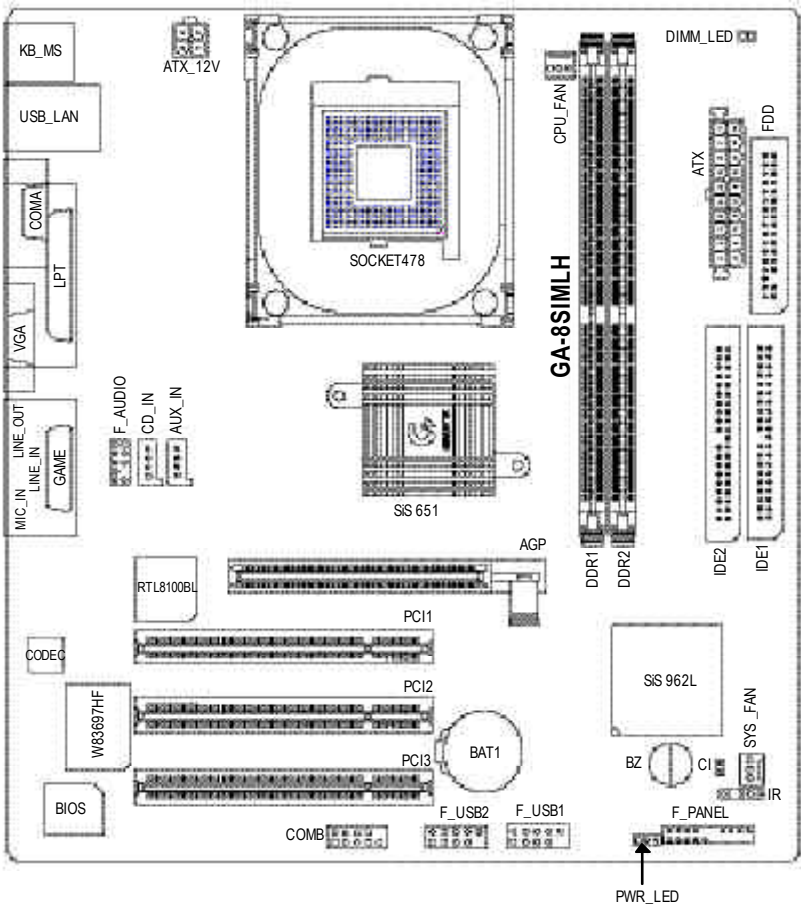 KB_MS
ATX_12V
DIMM_LED
USB_LAN
CPU_FAN
FDD
ATX
COMA
LPT
SOCKET478
VGA
GA-8SIMLH
F_AUDIO
CD_IN
AUX_IN
LINE_OUT
MIC_IN
LINE_IN
GAME
SiS 651
AGP
DDR1
DDR2
IDE2
IDE1
RTL8100BL
PCI1
CODEC
SiS 962L
PCI2
W83697HF
SYS_FAN
BAT1
BZ
CI
PCI3
IR
BIOS
F_USB2
F_USB1
F_PANEL
COMB
PWR_LED